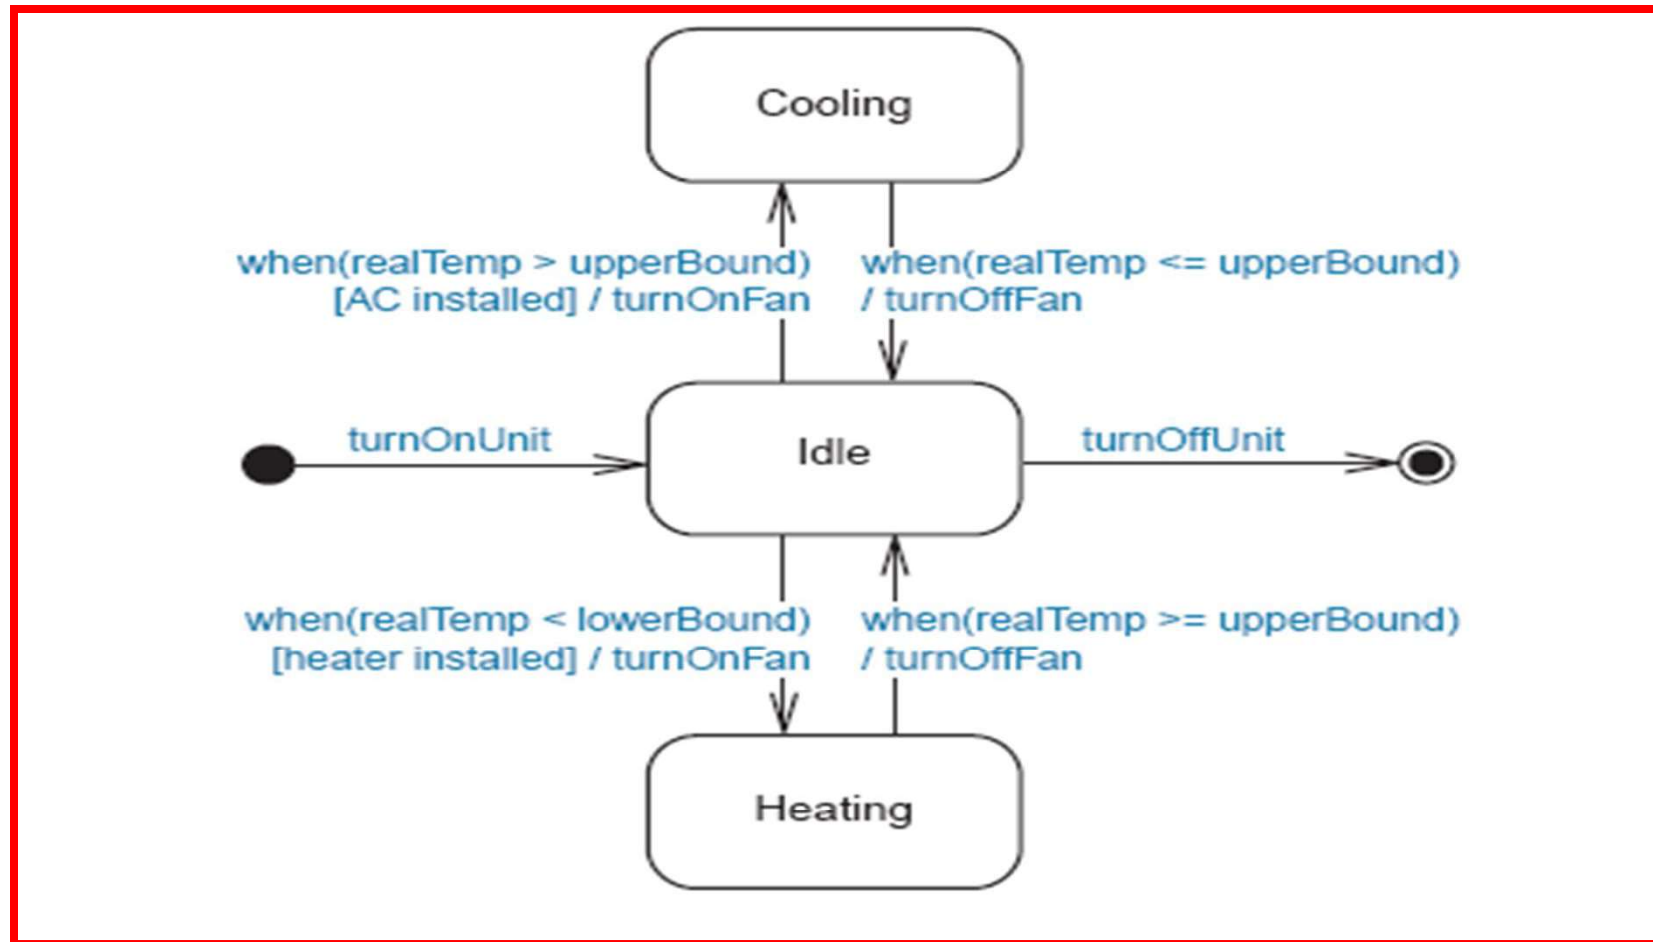 Cooling
when(realTemp > upperBound)
[AC installed] / turnOnFan
when(realTemp <= upperBound)
/ turnOffFan
turnOnUnit
Idle
turnOffUnit
when(realTemp < lowerBound)
[heater installed] / turnOnFan
when(realTemp >= upperBound)
/ turnOffFan
Heating